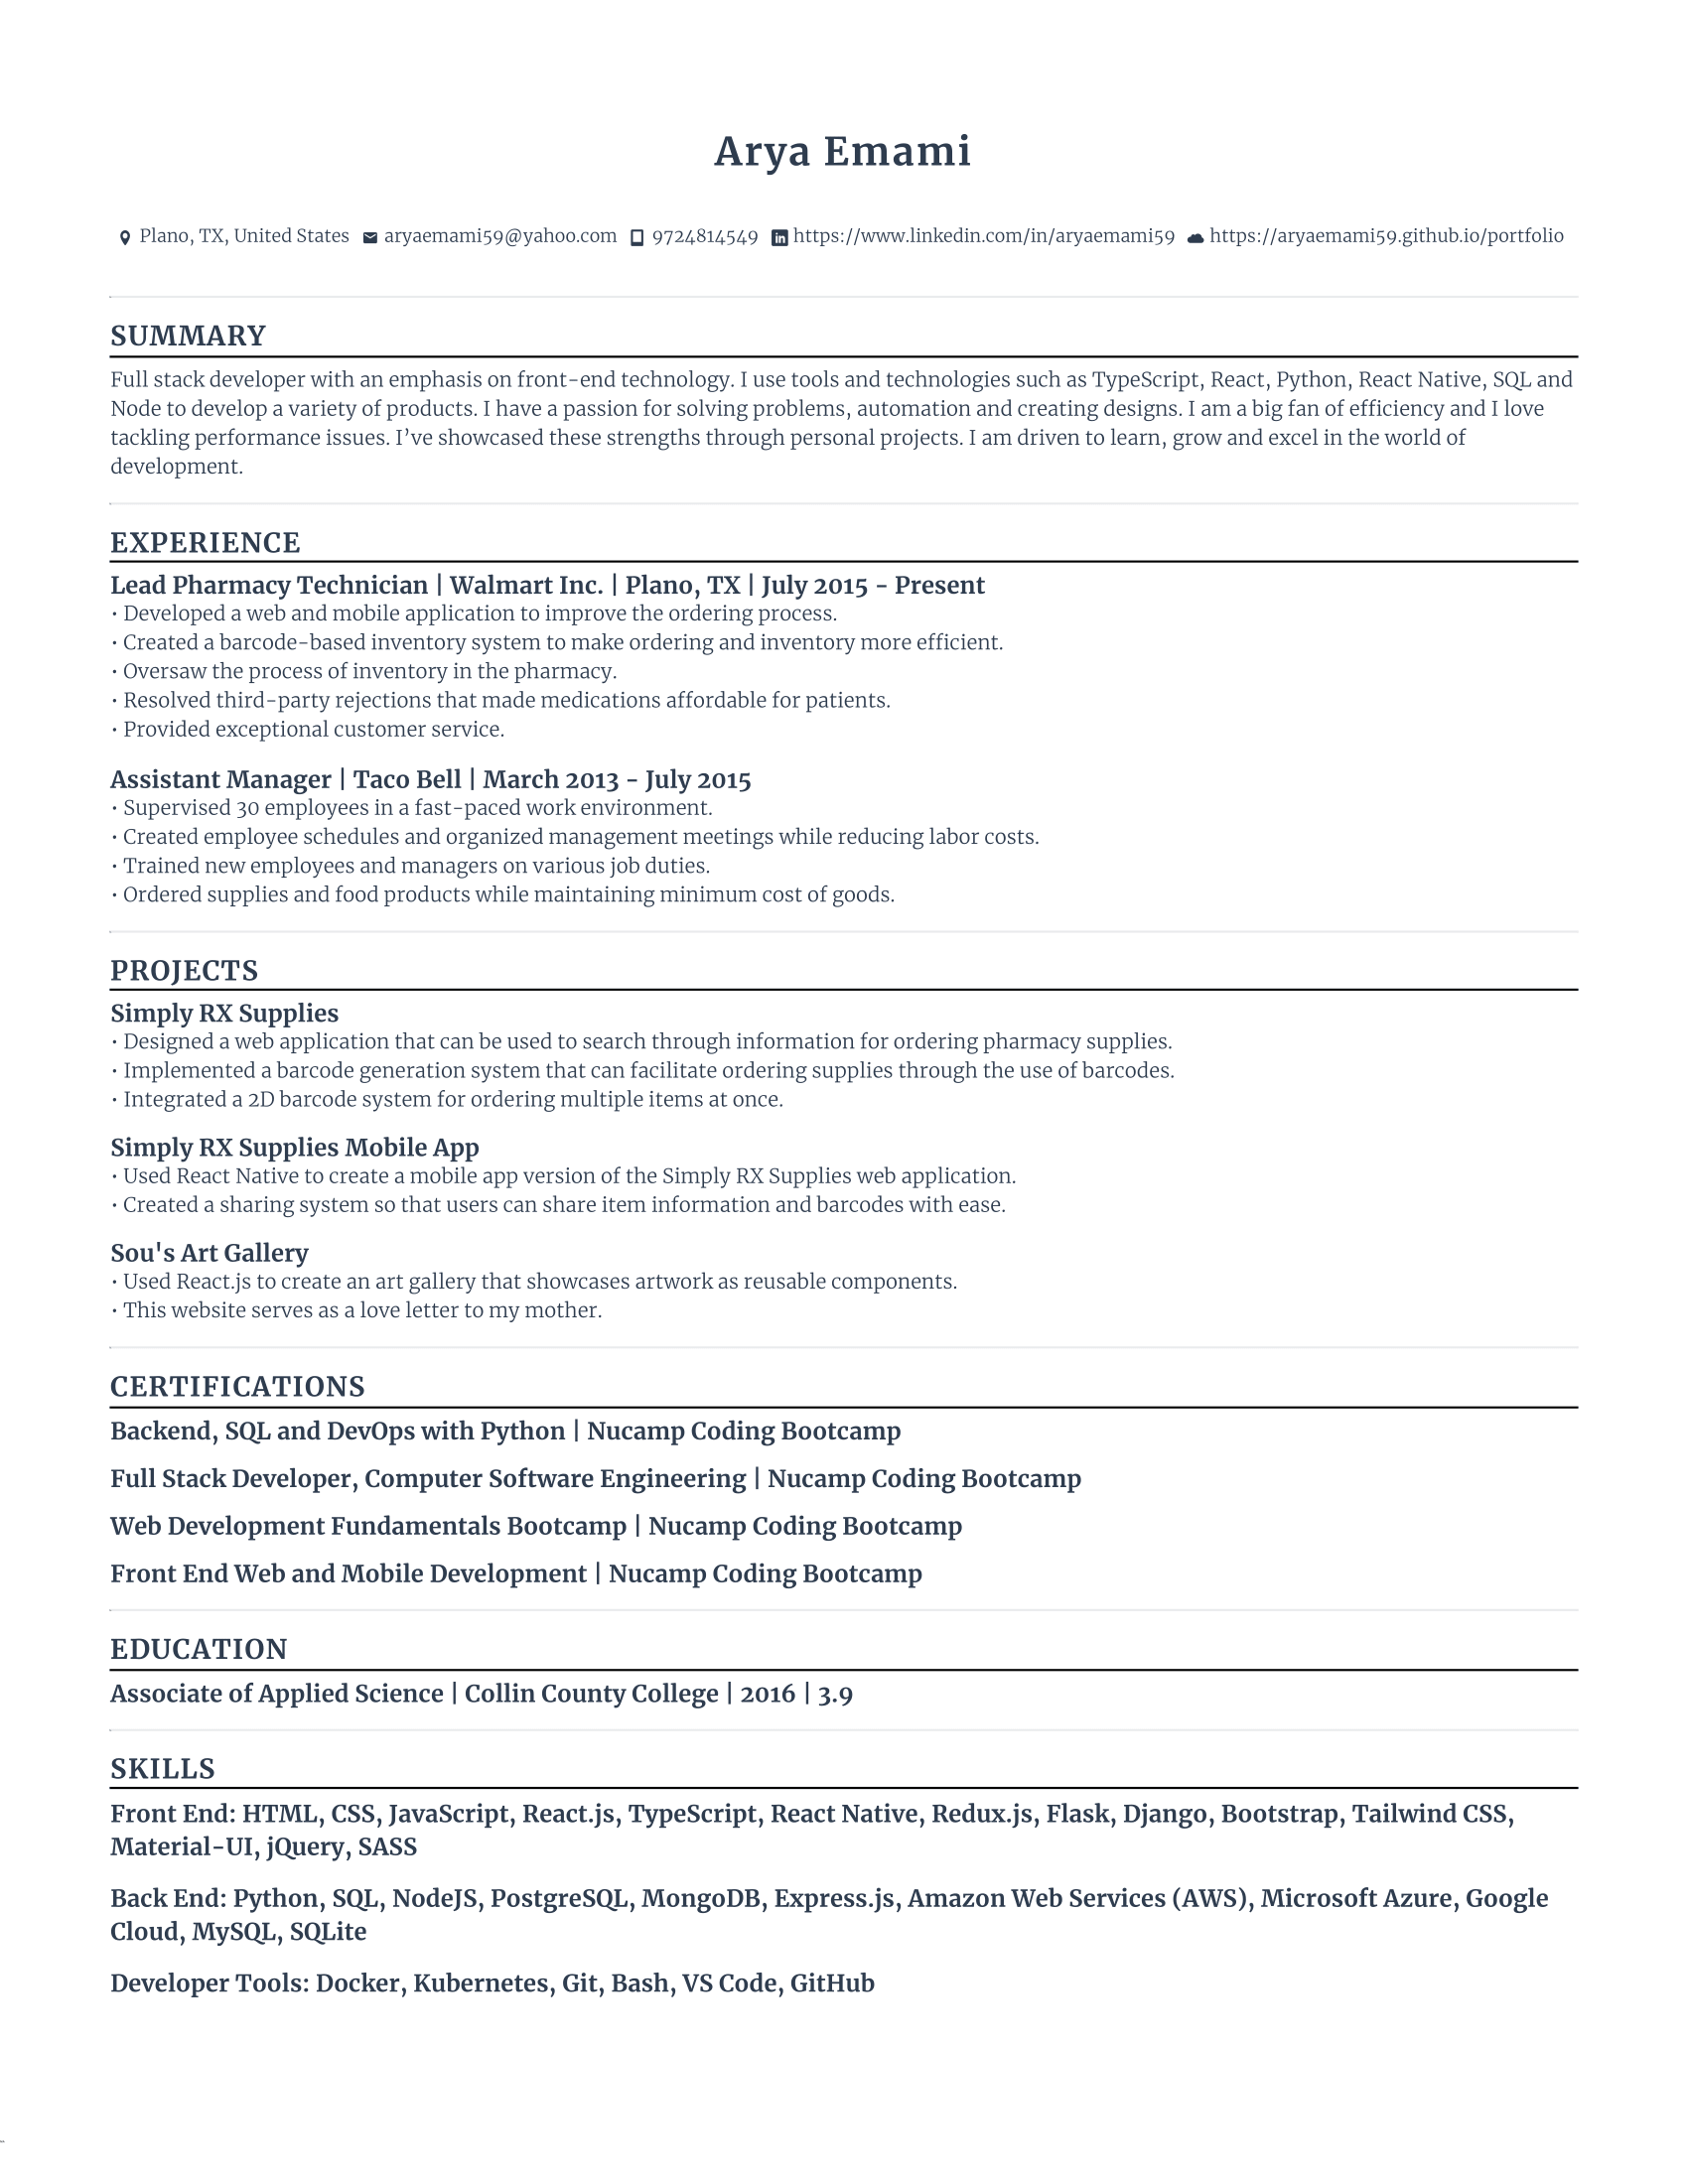 Arya Emami
Plano, TX, United States aryaemami59@yahoo.com 9724814549 https://www.linkedin.com/in/aryaemami59 https://aryaemami59.github.io/portfolio
SUMMARY
Full stack developer with an emphasis on front-end technology. I use tools and technologies such as TypeScript, React, Python, React Native, SQL and
Node to develop a variety of products. I have a passion for solving problems, automation and creating designs. I am a big fan of efficiency and I love
tackling performance issues. I’ve showcased these strengths through personal projects. I am driven to learn, grow and excel in the world of
development.
EXPERIENCE
Lead Pharmacy Technician | Walmart Inc. | Plano, TX | July 2015 - Present
• Developed a web and mobile application to improve the ordering process.
• Created a barcode-based inventory system to make ordering and inventory more efficient.
• Oversaw the process of inventory in the pharmacy.
• Resolved third-party rejections that made medications affordable for patients.
• Provided exceptional customer service.
Assistant Manager | Taco Bell | March 2013 - July 2015
• Supervised 30 employees in a fast-paced work environment.
• Created employee schedules and organized management meetings while reducing labor costs.
• Trained new employees and managers on various job duties.
• Ordered supplies and food products while maintaining minimum cost of goods.
PROJECTS
Simply RX Supplies
• Designed a web application that can be used to search through information for ordering pharmacy supplies.
• Implemented a barcode generation system that can facilitate ordering supplies through the use of barcodes.
• Integrated a 2D barcode system for ordering multiple items at once.
Simply RX Supplies Mobile App
• Used React Native to create a mobile app version of the Simply RX Supplies web application.
• Created a sharing system so that users can share item information and barcodes with ease.
Sou's Art Gallery
• Used React.js to create an art gallery that showcases artwork as reusable components.
• This website serves as a love letter to my mother.
CERTIFICATIONS
Backend, SQL and DevOps with Python | Nucamp Coding Bootcamp
Full Stack Developer, Computer Software Engineering | Nucamp Coding Bootcamp
Web Development Fundamentals Bootcamp | Nucamp Coding Bootcamp
Front End Web and Mobile Development | Nucamp Coding Bootcamp
EDUCATION
Associate of Applied Science | Collin County College | 2016 | 3.9
SKILLS
Front End: HTML, CSS, JavaScript, React.js, TypeScript, React Native, Redux.js, Flask, Django, Bootstrap, Tailwind CSS,
Material-UI, jQuery, SASS
Back End: Python, SQL, NodeJS, PostgreSQL, MongoDB, Express.js, Amazon Web Services (AWS), Microsoft Azure, Google
Cloud, MySQL, SQLite
Developer Tools: Docker, Kubernetes, Git, Bash, VS Code, GitHub